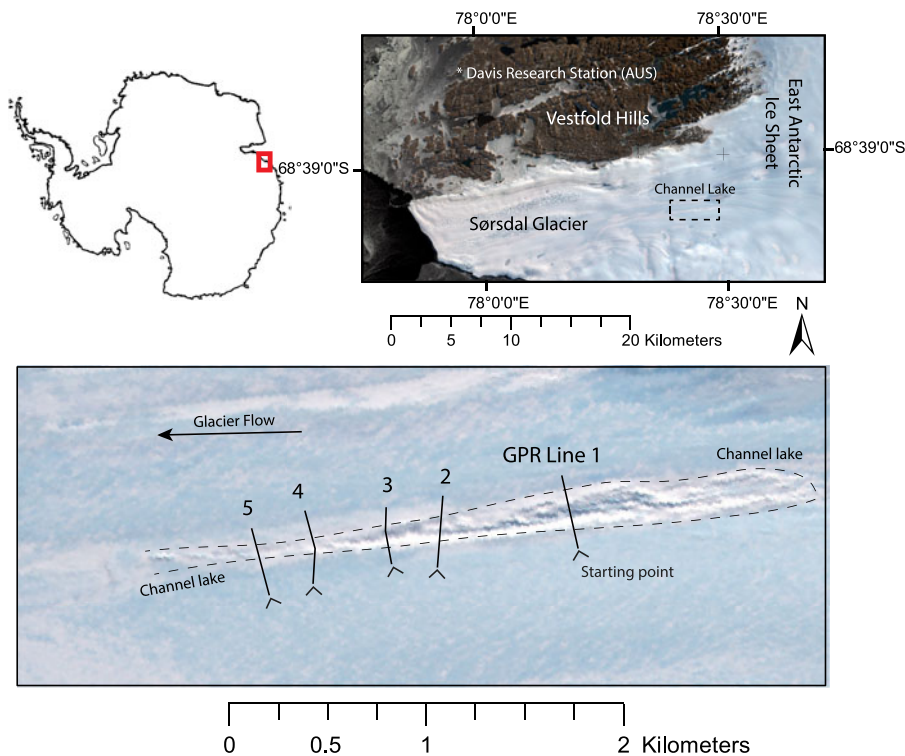 78°0'0"E
78°30'0"E
* Davis Research Station (AUS)
Vestfold Hills
East Antarctic
Ice Sheet
68°39'0"S
68°39'0"S
Channel Lake
Sørsdal Glacier
78°0'0"E
78°30'0"E
N
0 5 10 20 Kilometers
Glacier Flow
Channel lake
GPR Line 1
2
3
4
5
Starting point
Channel lake
0 0.5 1 2 Kilometers